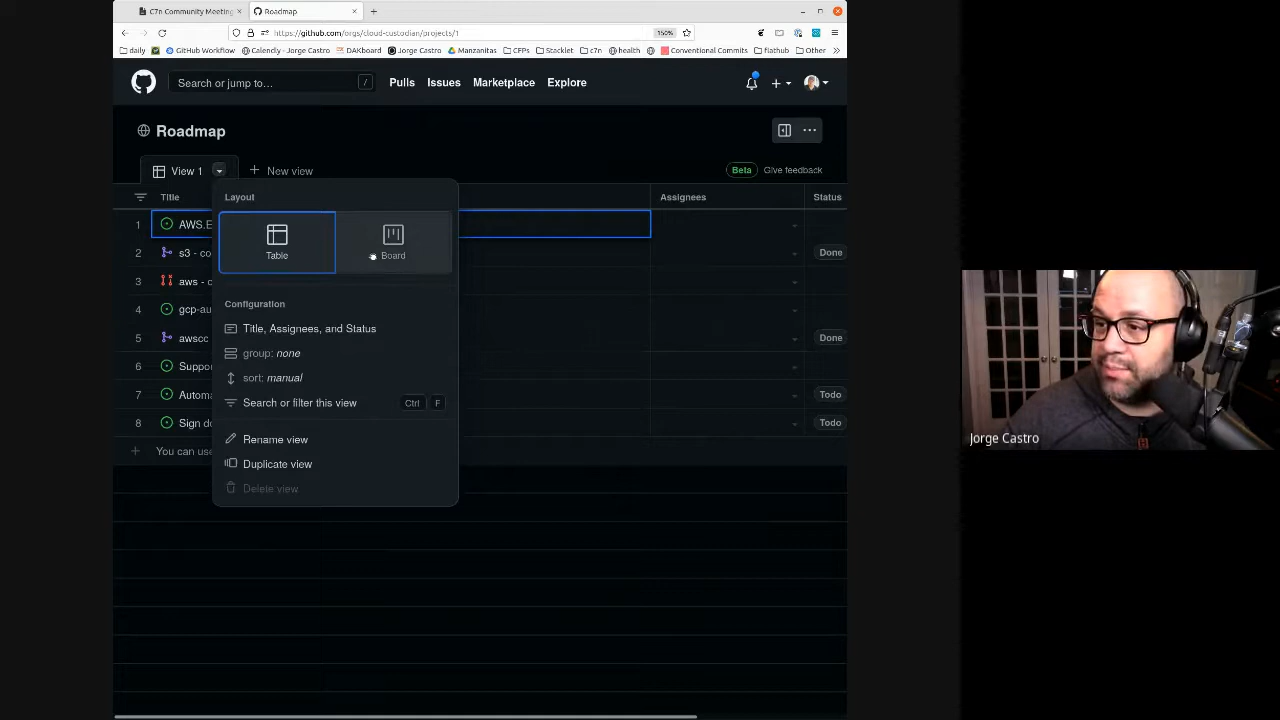 C7n Community Meeting
Roadmap
https://github.com/orgs/cloud-custodian/projects/1
150%
daily
GitHub Workflow
Calendly - Jorge Castro
DAKboard
Jorge Castro
Manzanitas
CFPs
Stacklet
c7n
health
Conventional Commits
flathub
Other
Search or jump to…
/
Pulls
Issues
Marketplace
Explore
Roadmap
View 1
New view
Beta
Give feedback
Title
Assignees
Status
Layout
Table
Board
Configuration
Title, Assignees, and Status
group: none
sort: manual
Search or filter this view
Ctrl
F
Rename view
Duplicate view
Delete view
1
AWS.E
2
s3 - co
Done
3
aws - c
4
gcp-au
5
awscc
Done
6
Suppo
7
Automa
Todo
8
Sign do
Todo
You can use
Jorge Castro